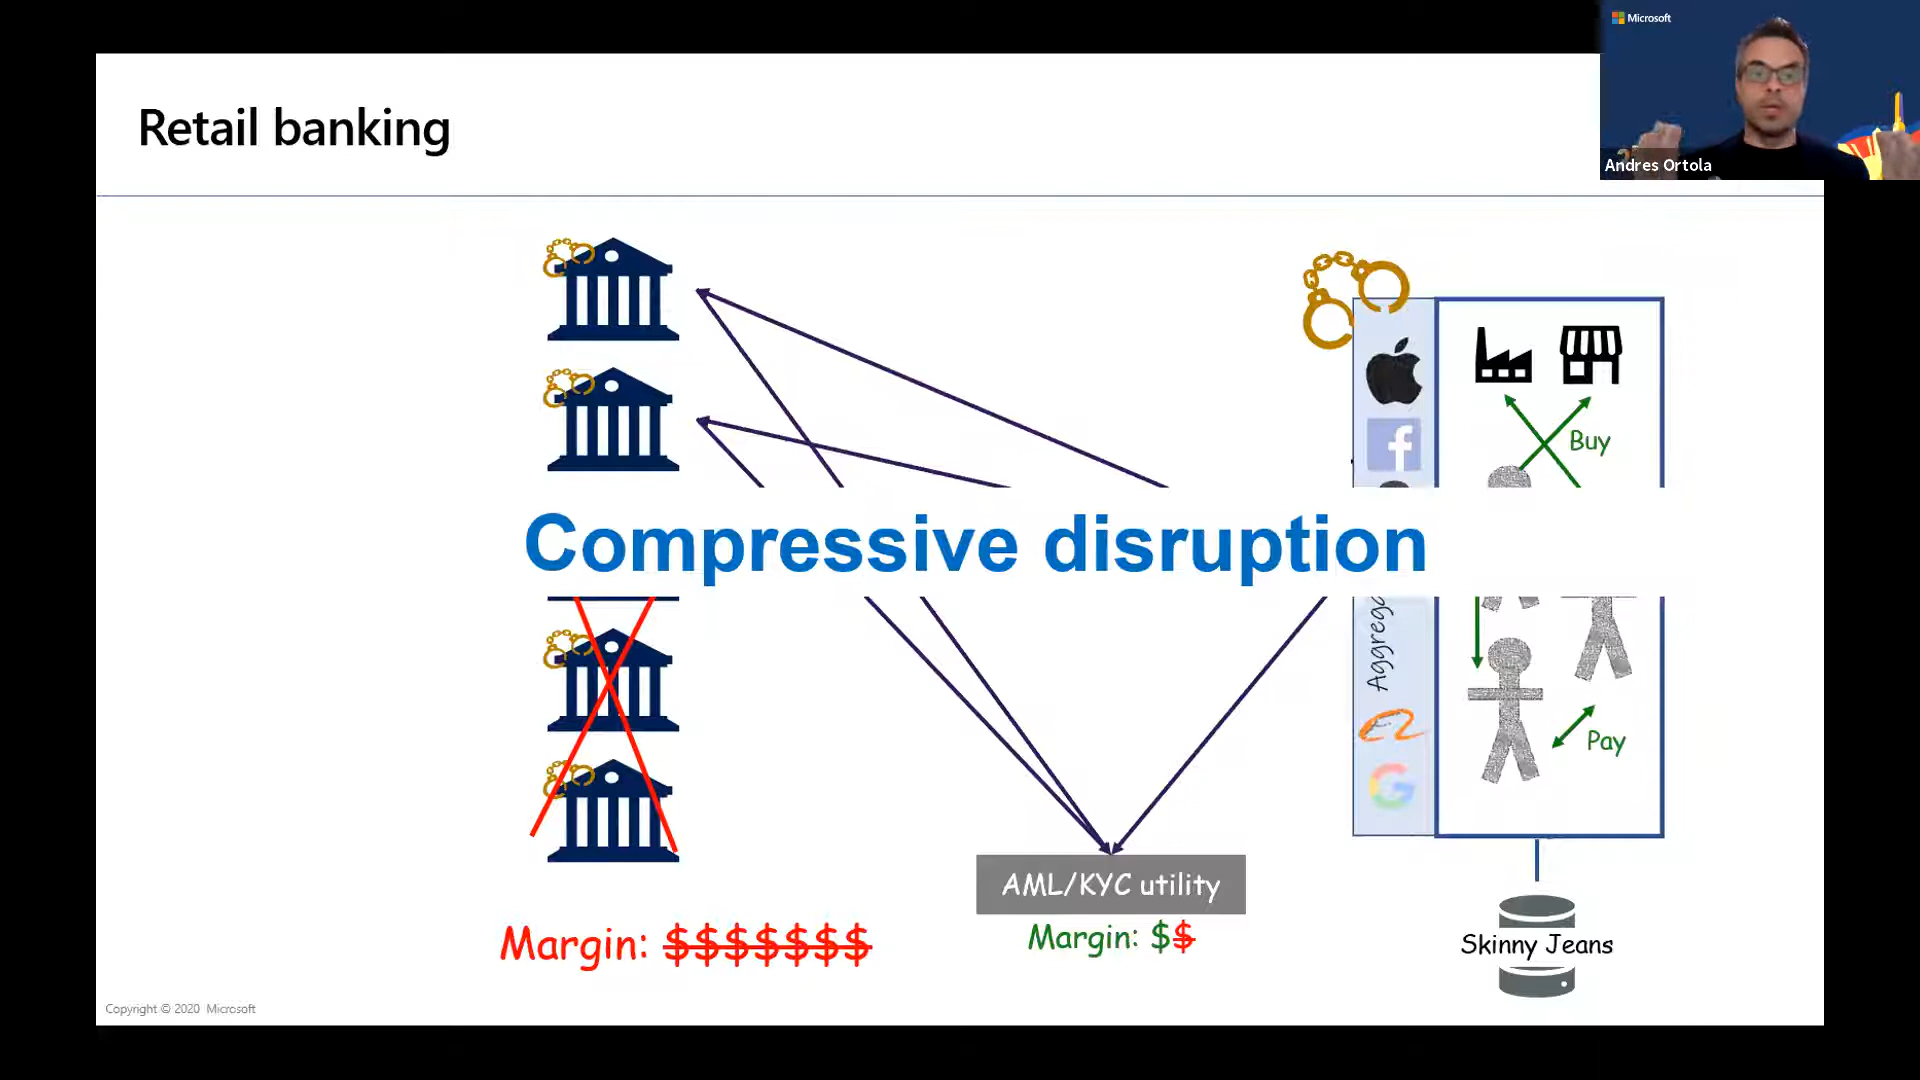 Microsoft
Andres Ortola
Retail banking
Buy
Compressive disruption
Pay
AML/KYC utility
Margin: $$$$$$$
Margin: $$
Skinny Jeans
Copyright © 2020 Microsoft